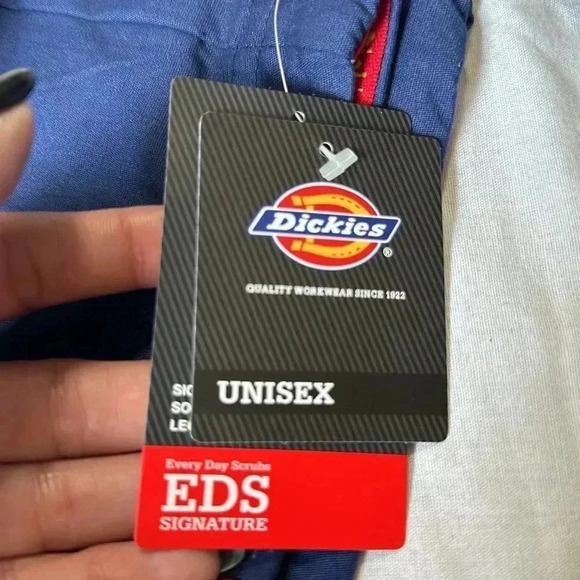 Dickies
®
QUALITY WORKWEAR SINCE 1922
UNISEX
Every Day Scrubs
EDS
SIGNATURE